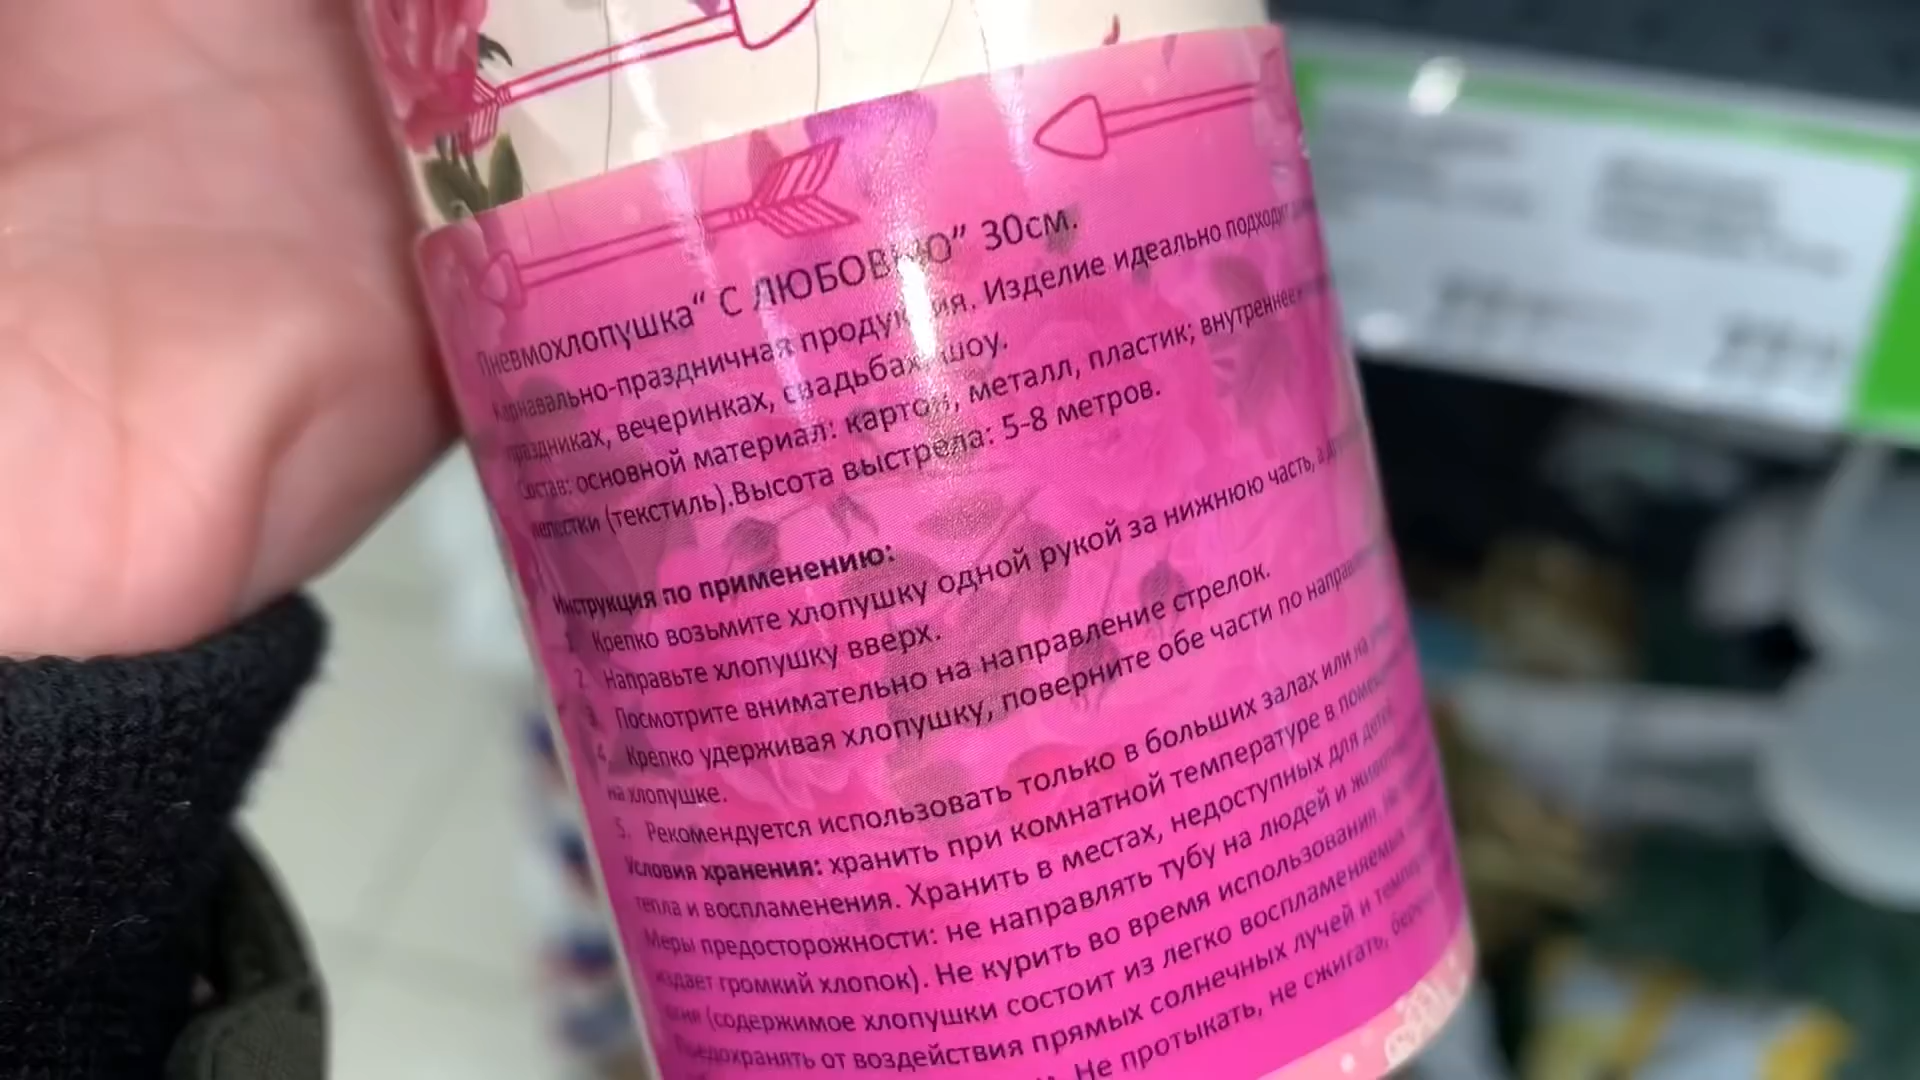 Пневмохлопушка“ С ЛЮБОВЬЮ” 30см.
Карнавально-праздничная продукция. Изделие идеально подходит
праздниках, вечеринках, свадьбах, шоу.
Состав: основной материал: картон, металл, пластик; внутреннее
лепестки (текстиль).Высота выстрела: 5-8 метров.
Инструкция по применению:
1. Крепко возьмите хлопушку одной рукой за нижнюю часть, а
2. Направьте хлопушку вверх.
3. Посмотрите внимательно на направление стрелок.
4. Крепко удерживая хлопушку, поверните обе части по
на хлопушке.
5. Рекомендуется использовать только в больших залах или на
Условия хранения: хранить при комнатной температуре в
тепла и воспламенения. Хранить в местах, недоступных для детей.
Меры предосторожности: не направлять тубу на людей и
издает громкий хлопок). Не курить во время использования. Не
огня (содержимое хлопушки состоит из легко воспламеняемых
Предохранять от воздействия прямых солнечных лучей и
Не протыкать, не сжигать,